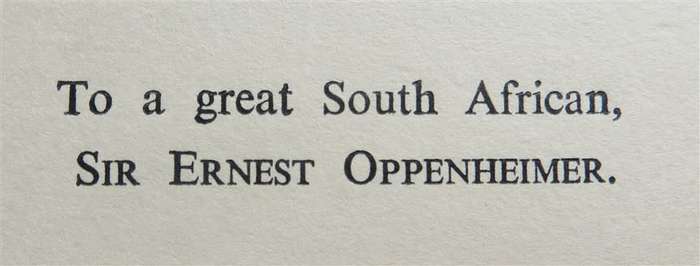 To a great South African,
Sir Ernest Oppenheimer.